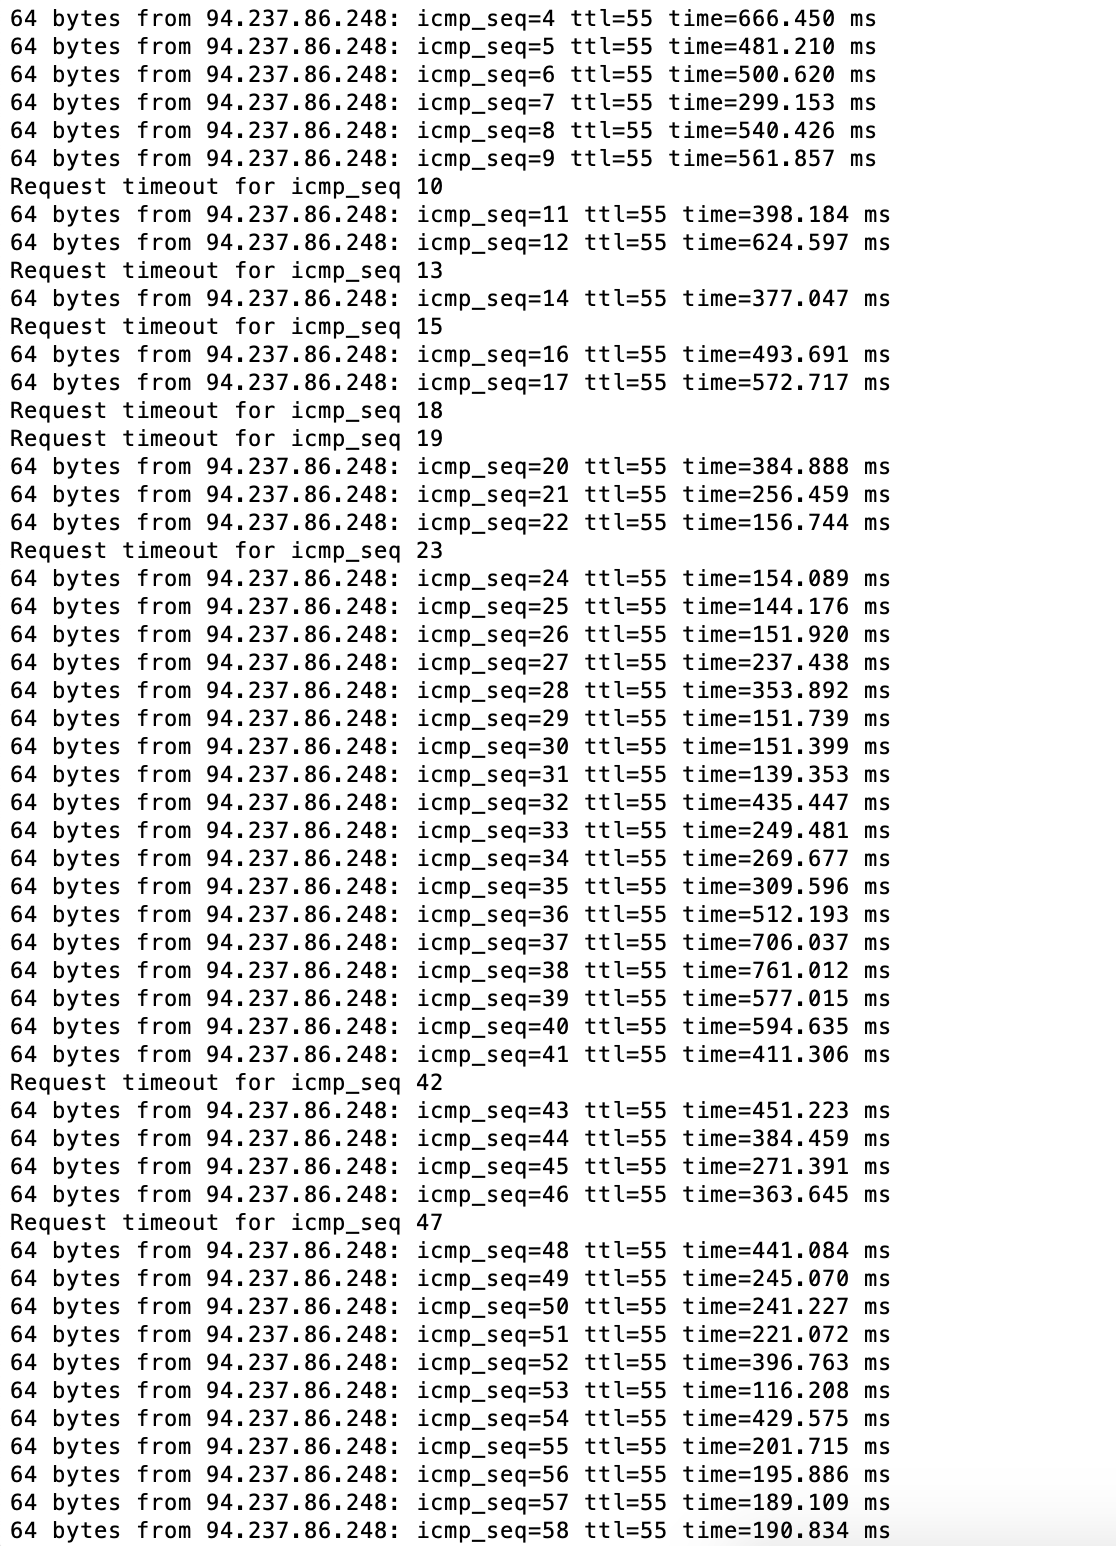 64 bytes from 94.237.86.248: icmp_seq=4 ttl=55 time=666.450 ms
64 bytes from 94.237.86.248: icmp_seq=5 ttl=55 time=481.210 ms
64 bytes from 94.237.86.248: icmp_seq=6 ttl=55 time=500.620 ms
64 bytes from 94.237.86.248: icmp_seq=7 ttl=55 time=299.153 ms
64 bytes from 94.237.86.248: icmp_seq=8 ttl=55 time=540.426 ms
64 bytes from 94.237.86.248: icmp_seq=9 ttl=55 time=561.857 ms
Request timeout for icmp_seq 10
64 bytes from 94.237.86.248: icmp_seq=11 ttl=55 time=398.184 ms
64 bytes from 94.237.86.248: icmp_seq=12 ttl=55 time=624.597 ms
Request timeout for icmp_seq 13
64 bytes from 94.237.86.248: icmp_seq=14 ttl=55 time=377.047 ms
Request timeout for icmp_seq 15
64 bytes from 94.237.86.248: icmp_seq=16 ttl=55 time=493.691 ms
64 bytes from 94.237.86.248: icmp_seq=17 ttl=55 time=572.717 ms
Request timeout for icmp_seq 18
Request timeout for icmp_seq 19
64 bytes from 94.237.86.248: icmp_seq=20 ttl=55 time=384.888 ms
64 bytes from 94.237.86.248: icmp_seq=21 ttl=55 time=256.459 ms
64 bytes from 94.237.86.248: icmp_seq=22 ttl=55 time=156.744 ms
Request timeout for icmp_seq 23
64 bytes from 94.237.86.248: icmp_seq=24 ttl=55 time=154.089 ms
64 bytes from 94.237.86.248: icmp_seq=25 ttl=55 time=144.176 ms
64 bytes from 94.237.86.248: icmp_seq=26 ttl=55 time=151.920 ms
64 bytes from 94.237.86.248: icmp_seq=27 ttl=55 time=237.438 ms
64 bytes from 94.237.86.248: icmp_seq=28 ttl=55 time=353.892 ms
64 bytes from 94.237.86.248: icmp_seq=29 ttl=55 time=151.739 ms
64 bytes from 94.237.86.248: icmp_seq=30 ttl=55 time=151.399 ms
64 bytes from 94.237.86.248: icmp_seq=31 ttl=55 time=139.353 ms
64 bytes from 94.237.86.248: icmp_seq=32 ttl=55 time=435.447 ms
64 bytes from 94.237.86.248: icmp_seq=33 ttl=55 time=249.481 ms
64 bytes from 94.237.86.248: icmp_seq=34 ttl=55 time=269.677 ms
64 bytes from 94.237.86.248: icmp_seq=35 ttl=55 time=309.596 ms
64 bytes from 94.237.86.248: icmp_seq=36 ttl=55 time=512.193 ms
64 bytes from 94.237.86.248: icmp_seq=37 ttl=55 time=706.037 ms
64 bytes from 94.237.86.248: icmp_seq=38 ttl=55 time=761.012 ms
64 bytes from 94.237.86.248: icmp_seq=39 ttl=55 time=577.015 ms
64 bytes from 94.237.86.248: icmp_seq=40 ttl=55 time=594.635 ms
64 bytes from 94.237.86.248: icmp_seq=41 ttl=55 time=411.306 ms
Request timeout for icmp_seq 42
64 bytes from 94.237.86.248: icmp_seq=43 ttl=55 time=451.223 ms
64 bytes from 94.237.86.248: icmp_seq=44 ttl=55 time=384.459 ms
64 bytes from 94.237.86.248: icmp_seq=45 ttl=55 time=271.391 ms
64 bytes from 94.237.86.248: icmp_seq=46 ttl=55 time=363.645 ms
Request timeout for icmp_seq 47
64 bytes from 94.237.86.248: icmp_seq=48 ttl=55 time=441.084 ms
64 bytes from 94.237.86.248: icmp_seq=49 ttl=55 time=245.070 ms
64 bytes from 94.237.86.248: icmp_seq=50 ttl=55 time=241.227 ms
64 bytes from 94.237.86.248: icmp_seq=51 ttl=55 time=221.072 ms
64 bytes from 94.237.86.248: icmp_seq=52 ttl=55 time=396.763 ms
64 bytes from 94.237.86.248: icmp_seq=53 ttl=55 time=116.208 ms
64 bytes from 94.237.86.248: icmp_seq=54 ttl=55 time=429.575 ms
64 bytes from 94.237.86.248: icmp_seq=55 ttl=55 time=201.715 ms
64 bytes from 94.237.86.248: icmp_seq=56 ttl=55 time=195.886 ms
64 bytes from 94.237.86.248: icmp_seq=57 ttl=55 time=189.109 ms
64 bytes from 94.237.86.248: icmp_seq=58 ttl=55 time=190.834 ms